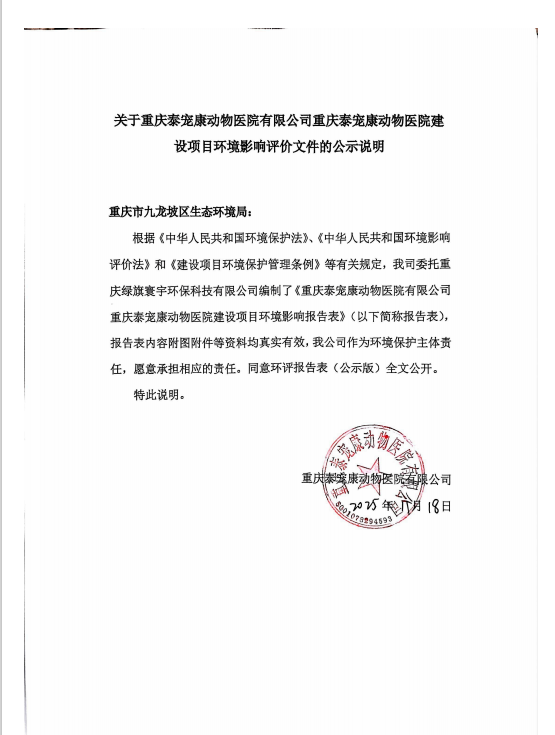 关于重庆泰宠康动物医院有限公司重庆泰宠康动物医院建
设项目环境影响评价文件的公示说明
重庆市九龙坡区生态环境局：
根据《中华人民共和国环境保护法》、《中华人民共和国环境影响
评价法》和《建设项目环境保护管理条例》等有关规定，我司委托重
庆绿旗寰宇环保科技有限公司编制了《重庆泰宠康动物医院有限公司
重庆泰宠康动物医院建设项目环境影响报告表》（以下简称报告表），
报告表内容附图附件等资料均真实有效，我公司作为环境保护主体责
任，愿意承担相应的责任。同意环评报告表（公示版）全文公开。
特此说明。
重庆泰宠康动物医院有限公司
重庆泰宠康动物医院有限公司
2025年11月18日
5001078294593